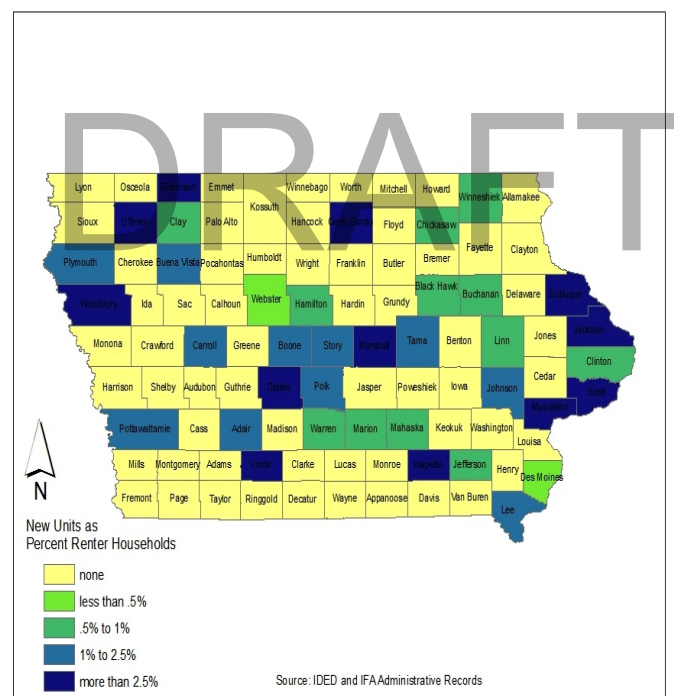 DRAFT
Lyon Osceola Dickinson Emmet Winnebago Worth Mitchell Howard Winneshiek Allamakee
Kossuth
Sioux O'Brien Clay Palo Alto Hancock Cerro Gordo Floyd Chickasaw
Fayette Clayton
Plymouth Cherokee Buena Vista Pocahontas Humboldt Wright Franklin Butler Bremer
Woodbury Ida Sac Calhoun Webster Hamilton Hardin Grundy Black Hawk Buchanan Delaware Dubuque
Monona Crawford Carroll Greene Boone Story Marshall Tama Benton Linn Jones Jackson
Clinton
Harrison Shelby Audubon Guthrie Dallas Polk Jasper Poweshiek Iowa Johnson Cedar Scott
Muscatine
Pottawattamie Cass Adair Madison Warren Marion Mahaska Keokuk Washington
Louisa
Mills Montgomery Adams Union Clarke Lucas Monroe Wapello Jefferson Henry
Des Moines
Fremont Page Taylor Ringgold Decatur Wayne Appanoose Davis Van Buren Lee
N
New Units as
Percent Renter Households
none
less than .5%
.5% to 1%
1% to 2.5%
more than 2.5%
Source: IDED and IFA Administrative Records